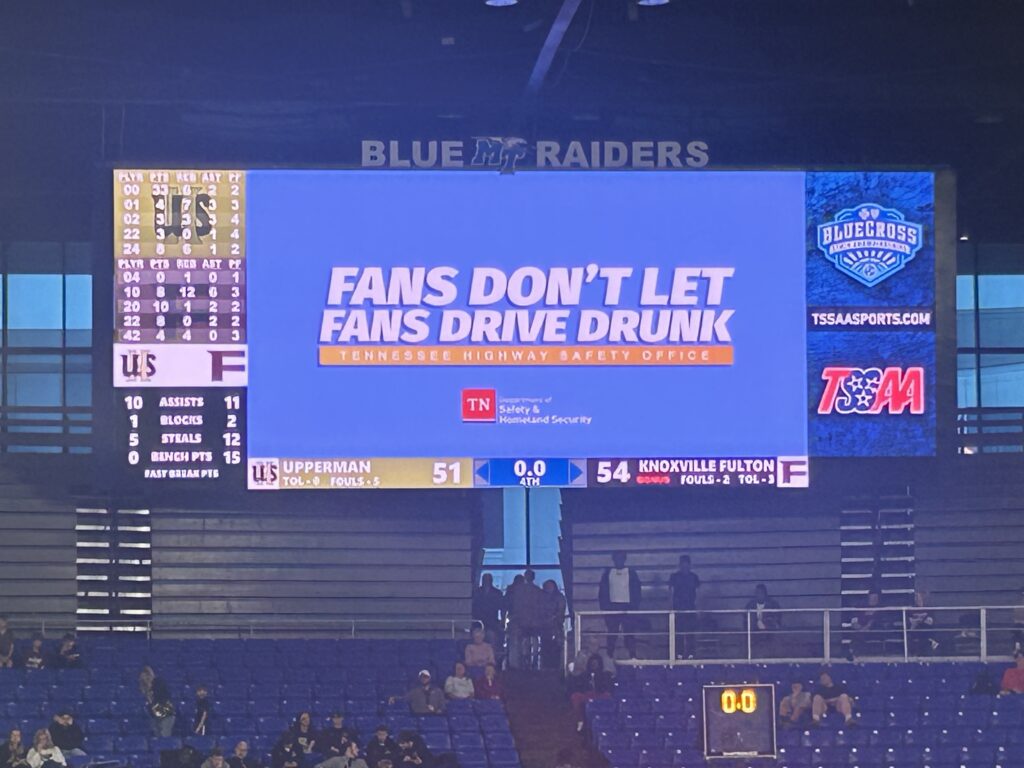 BLUE MT RAIDERS
PLYR PTS REB AST PF
00 33 6 2 2
01 4 7 3 3
02 3 3 3 4
22 3 0 1 4
24 8 6 1 2
PLYR PTS REB AST PF
04 0 1 0 1
10 8 12 6 3
20 10 1 2 2
22 8 0 2 2
42 4 4 0 3
UHS F
10 ASSISTS 11
1 BLOCKS 2
5 STEALS 12
0 BENCH PTS 15
FAST BREAK PTS
FANS DON'T LET
FANS DRIVE DRUNK
TENNESSEE HIGHWAY SAFETY OFFICE
TN
Department of
Safety &
Homeland Security
BLUECROSS
TSSAASPORTS.COM
TSSAA
UHS UPPERMAN 51
TOL - 0 FOULS - 5
0.0
4TH
54 KNOXVILLE FULTON F
BONUS FOULS - 2 TOL - 3
0.0